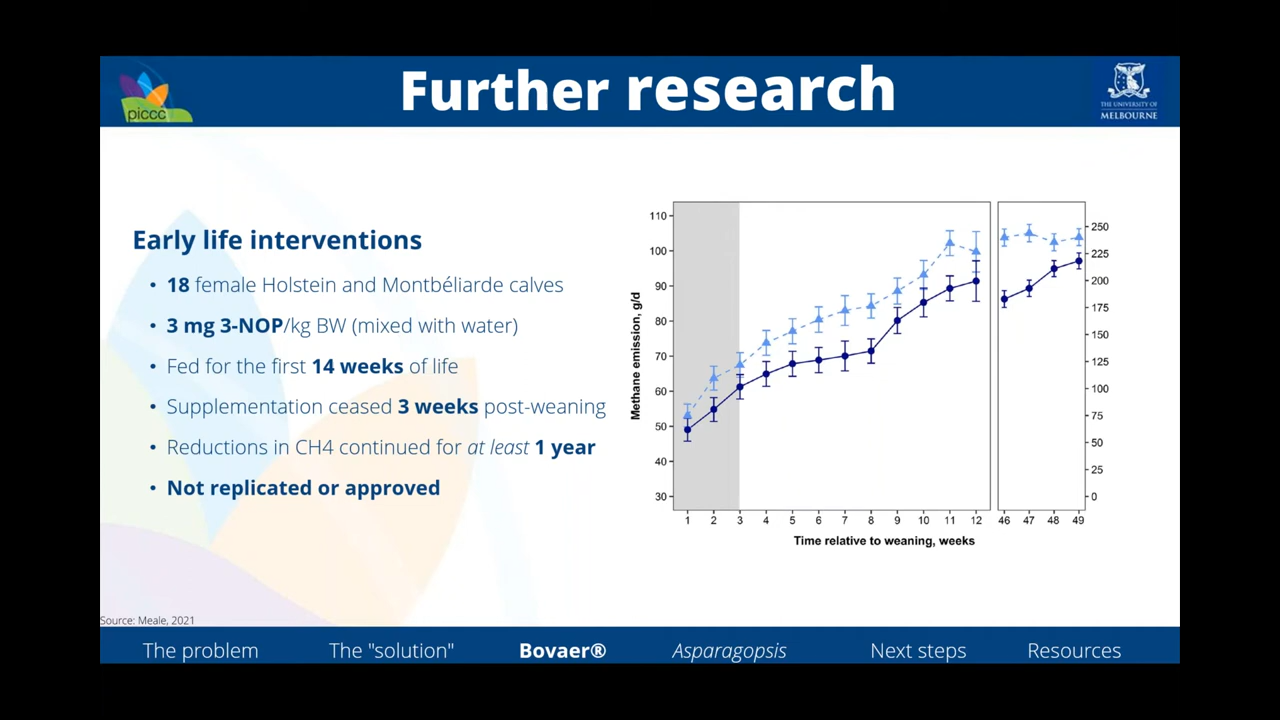 Further research
piccc
THE UNIVERSITY OF
MELBOURNE
Early life interventions
• 18 female Holstein and Montbéliarde calves
• 3 mg 3-NOP/kg BW (mixed with water)
• Fed for the first 14 weeks of life
• Supplementation ceased 3 weeks post-weaning
• Reductions in CH4 continued for at least 1 year
• Not replicated or approved
Methane emission, g/d
110
100
90
80
70
60
50
40
30
250
225
200
175
150
125
100
75
50
25
0
1 2 3 4 5 6 7 8 9 10 11 12 46 47 48 49
Time relative to weaning, weeks
Source: Meale, 2021
The problem The "solution" Bovaer® Asparagopsis Next steps Resources